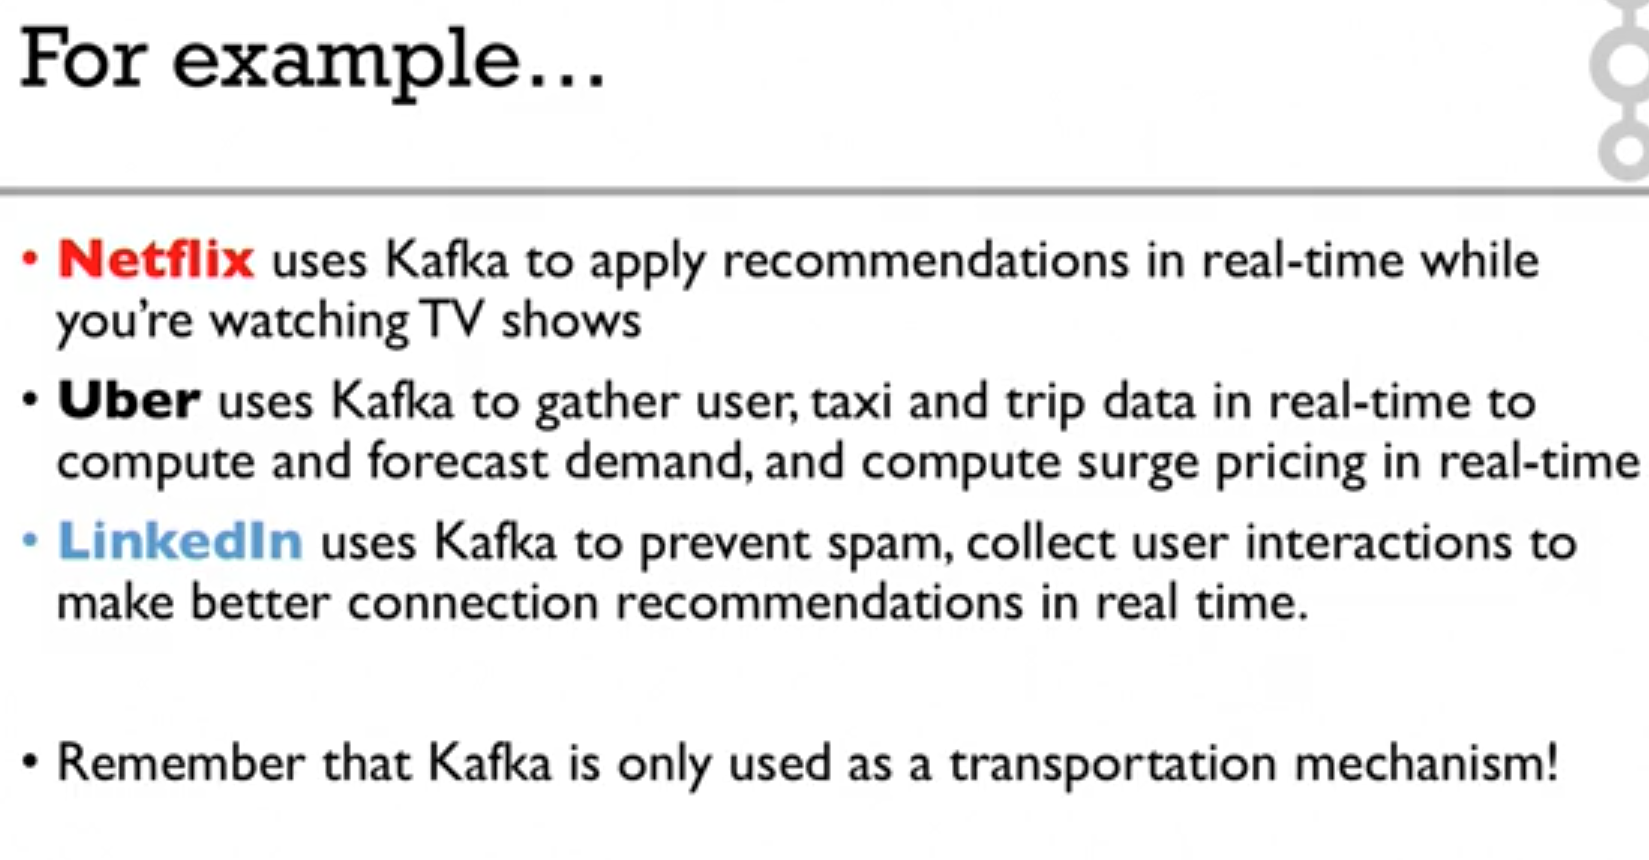 For example...
• Netflix uses Kafka to apply recommendations in real-time while
you're watching TV shows
• Uber uses Kafka to gather user, taxi and trip data in real-time to
compute and forecast demand, and compute surge pricing in real-time
• LinkedIn uses Kafka to prevent spam, collect user interactions to
make better connection recommendations in real time.
• Remember that Kafka is only used as a transportation mechanism!